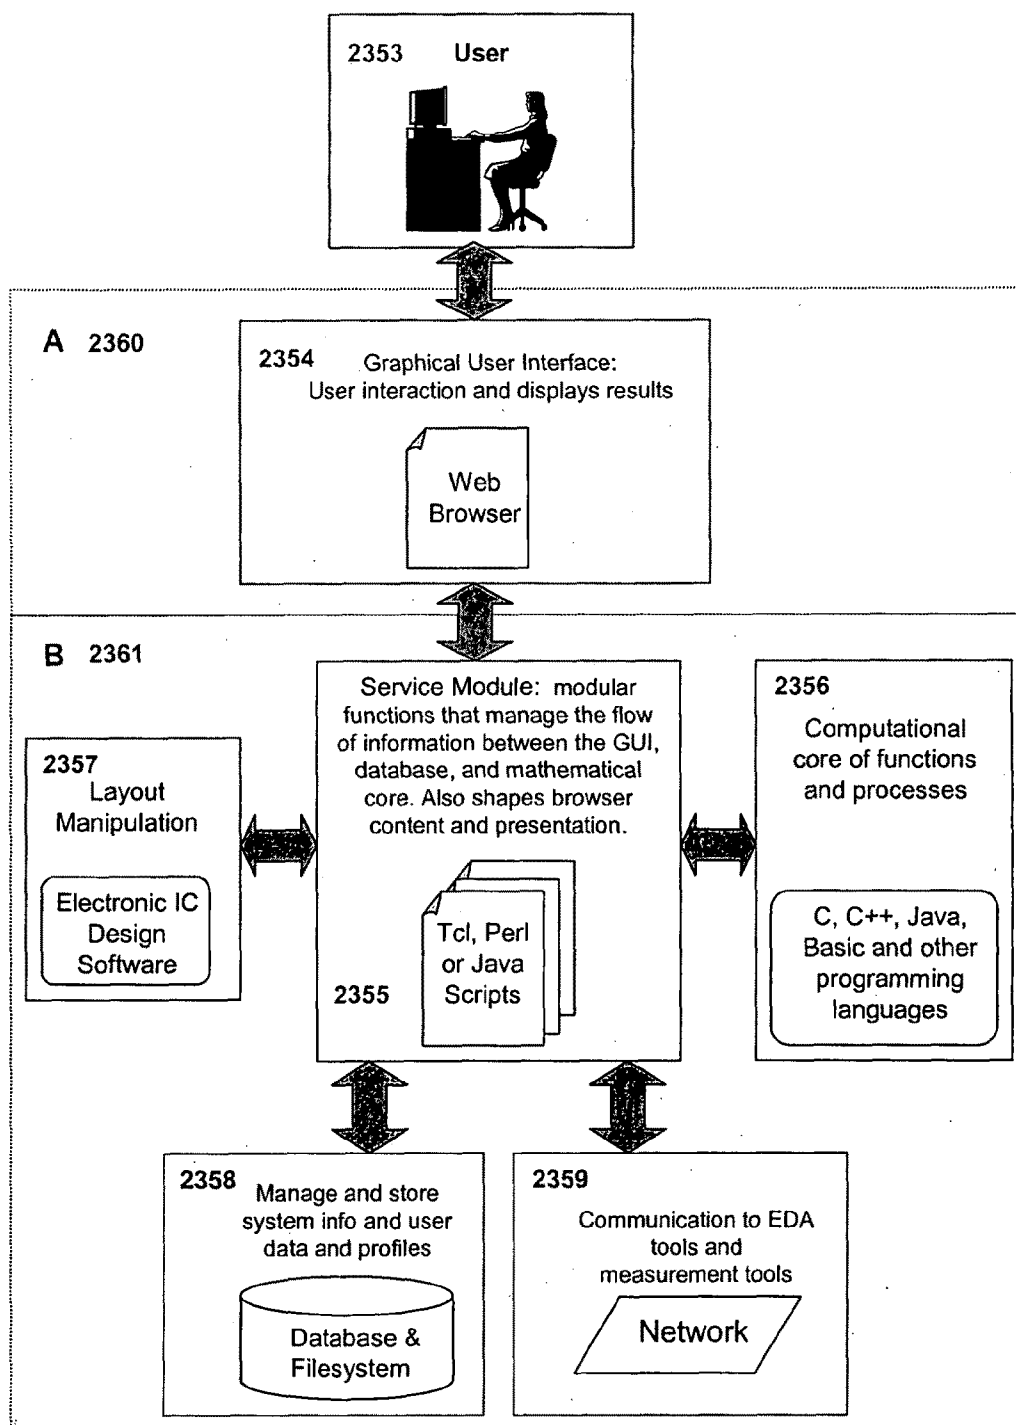 2353 User
A 2360
2354 Graphical User Interface:
User interaction and displays results
Web
Browser
B 2361
Service Module: modular
functions that manage the flow
of information between the GUI,
database, and mathematical
core. Also shapes browser
content and presentation.
Tcl, Perl
or Java
Scripts
2355
2356
Computational
core of functions
and processes
C, C++, Java,
Basic and other
programming
languages
2357
Layout
Manipulation
Electronic IC
Design
Software
2358
Manage and store
system info and user
data and profiles
Database &
Filesystem
2359
Communication to EDA
tools and
measurement tools
Network